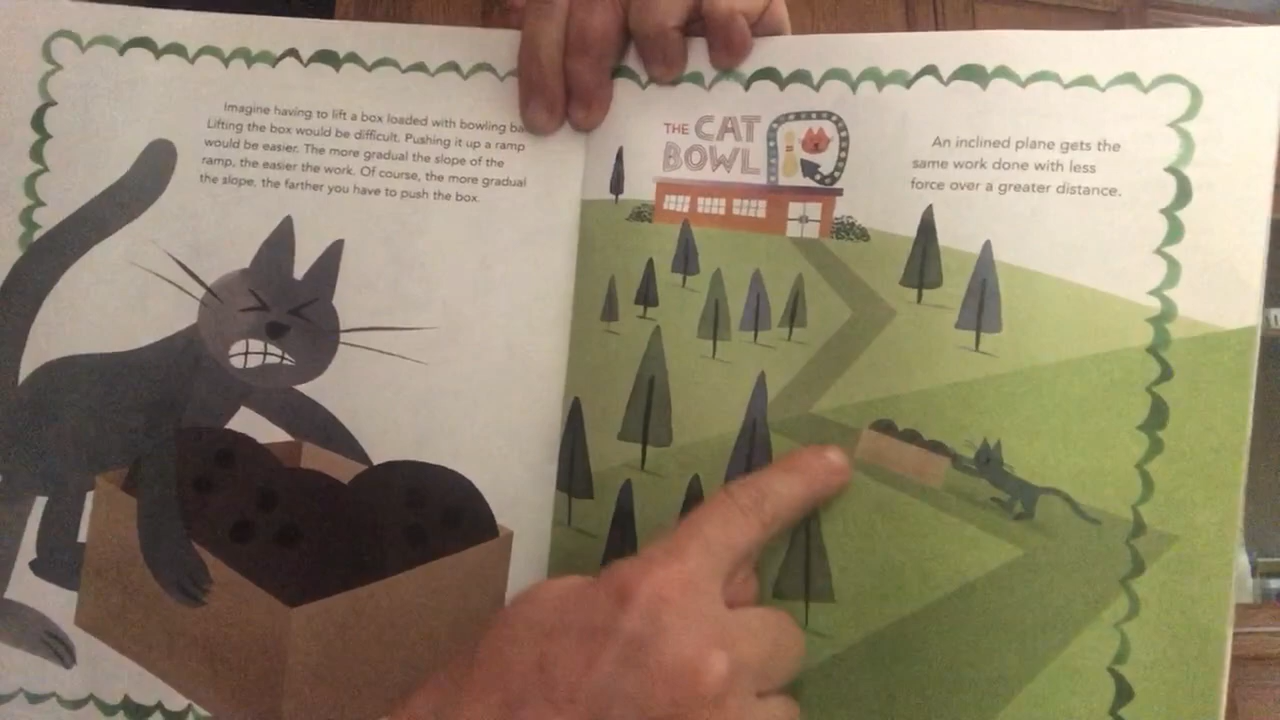 Imagine having to lift a box loaded with bowling
Lifting the box would be difficult. Pushing it up a ramp
would be easier. The more gradual the slope of the
ramp, the easier the work. Of course, the more gradual
the slope, the farther you have to push the box.
THE CAT
BOWL
An inclined plane gets the
same work done with less
force over a greater distance.